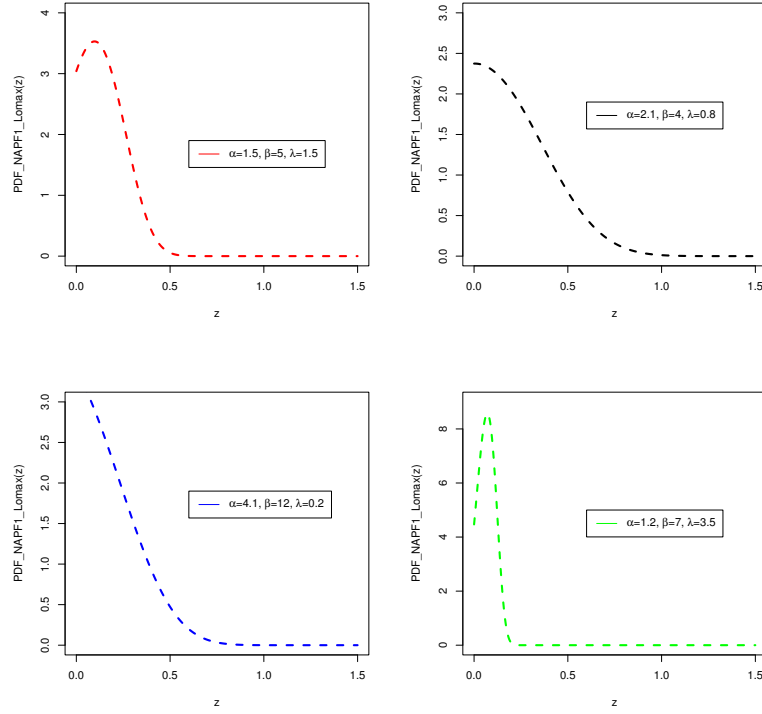 PDF_NAPF1_Lomax(z)
4
3
2
1
0
α=1.5, β=5, λ=1.5
0.0 0.5 1.0 1.5
z
PDF_NAPF1_Lomax(z)
3.0
2.5
2.0
1.5
1.0
0.5
0.0
α=2.1, β=4, λ=0.8
0.0 0.5 1.0 1.5
z
PDF_NAPF1_Lomax(z)
3.0
2.5
2.0
1.5
1.0
0.5
0.0
α=4.1, β=12, λ=0.2
0.0 0.5 1.0 1.5
z
PDF_NAPF1_Lomax(z)
8
6
4
2
0
α=1.2, β=7, λ=3.5
0.0 0.5 1.0 1.5
z